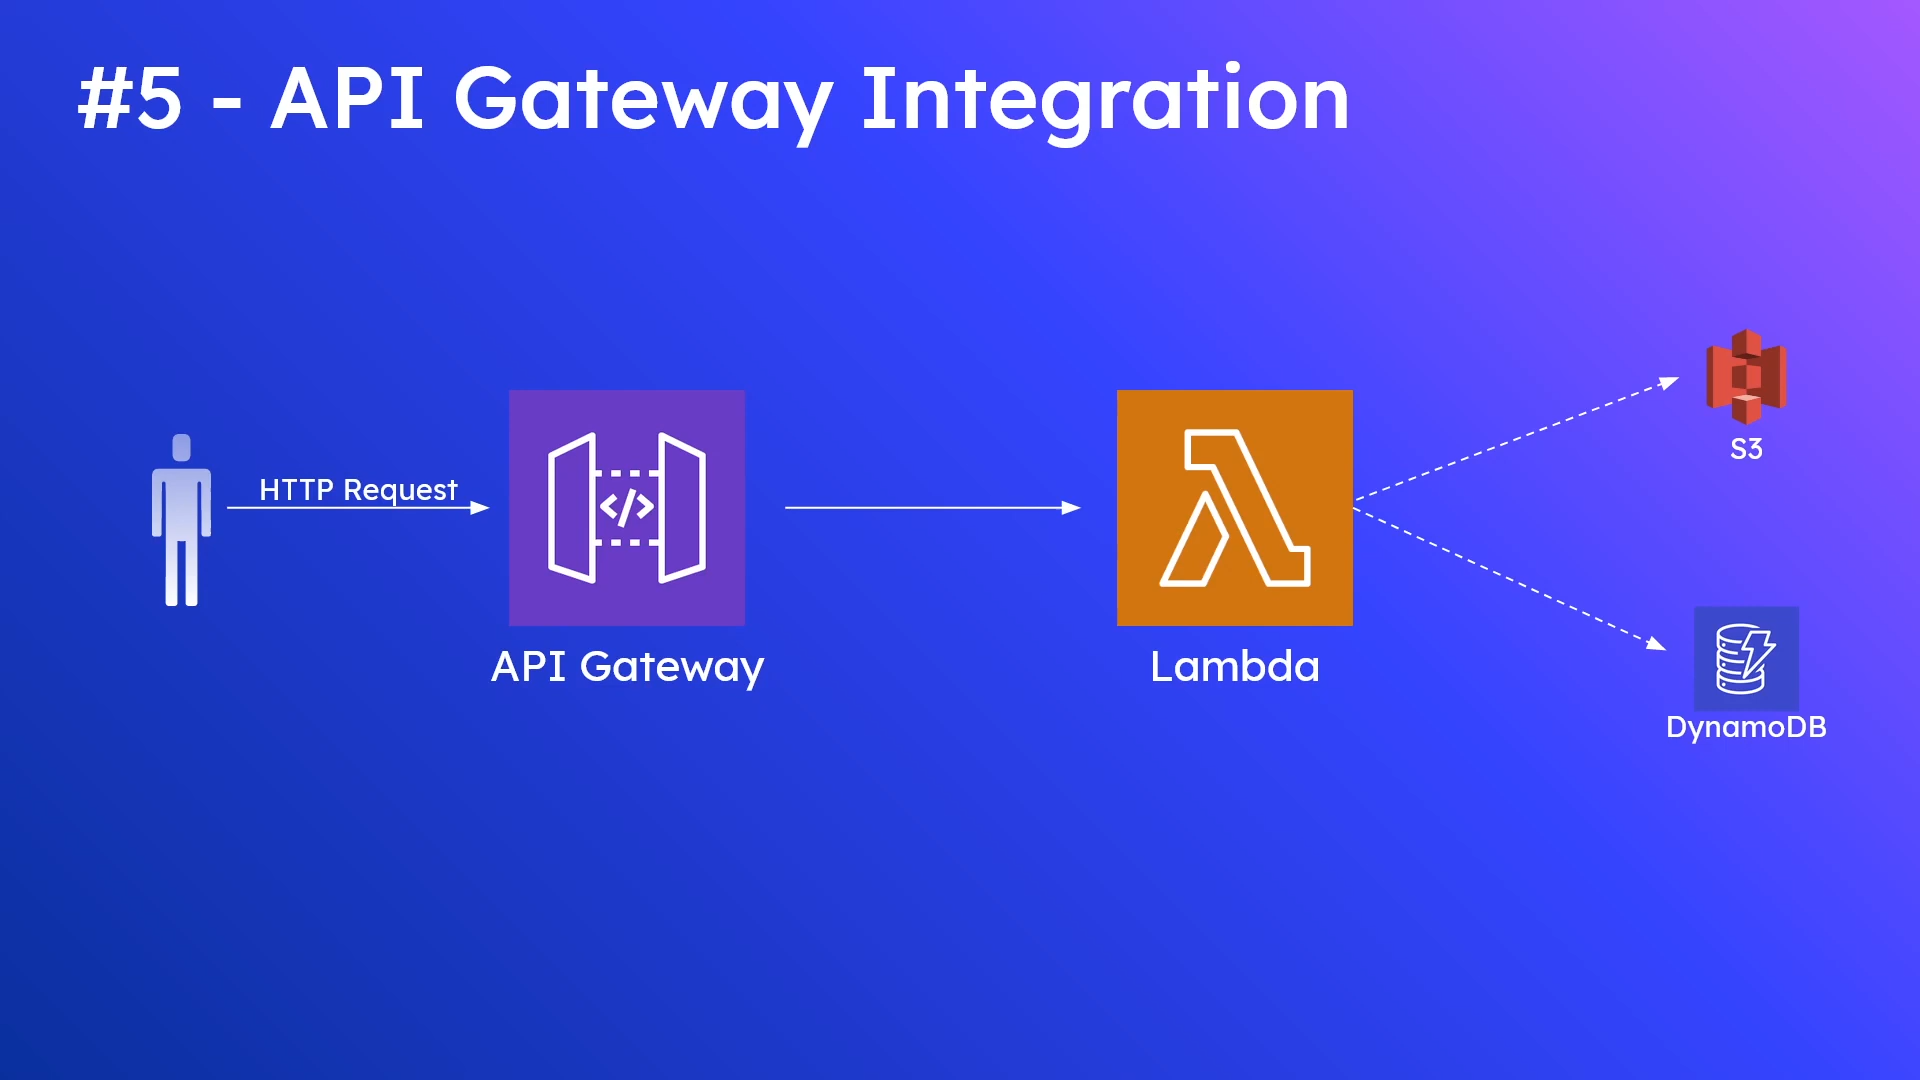 #5 - API Gateway Integration
HTTP Request
</>
API Gateway
Lambda
S3
DynamoDB